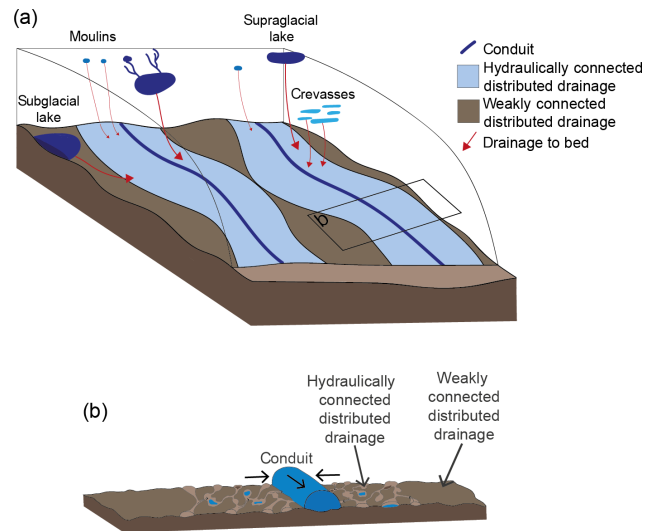 (a)
Moulins
Supraglacial
lake
Crevasses
Subglacial
lake
Conduit
Hydraulically connected
distributed drainage
Weakly connected
distributed drainage
Drainage to bed
b
(b)
Hydraulically
connected
distributed
drainage
Weakly
connected
distributed
drainage
Conduit